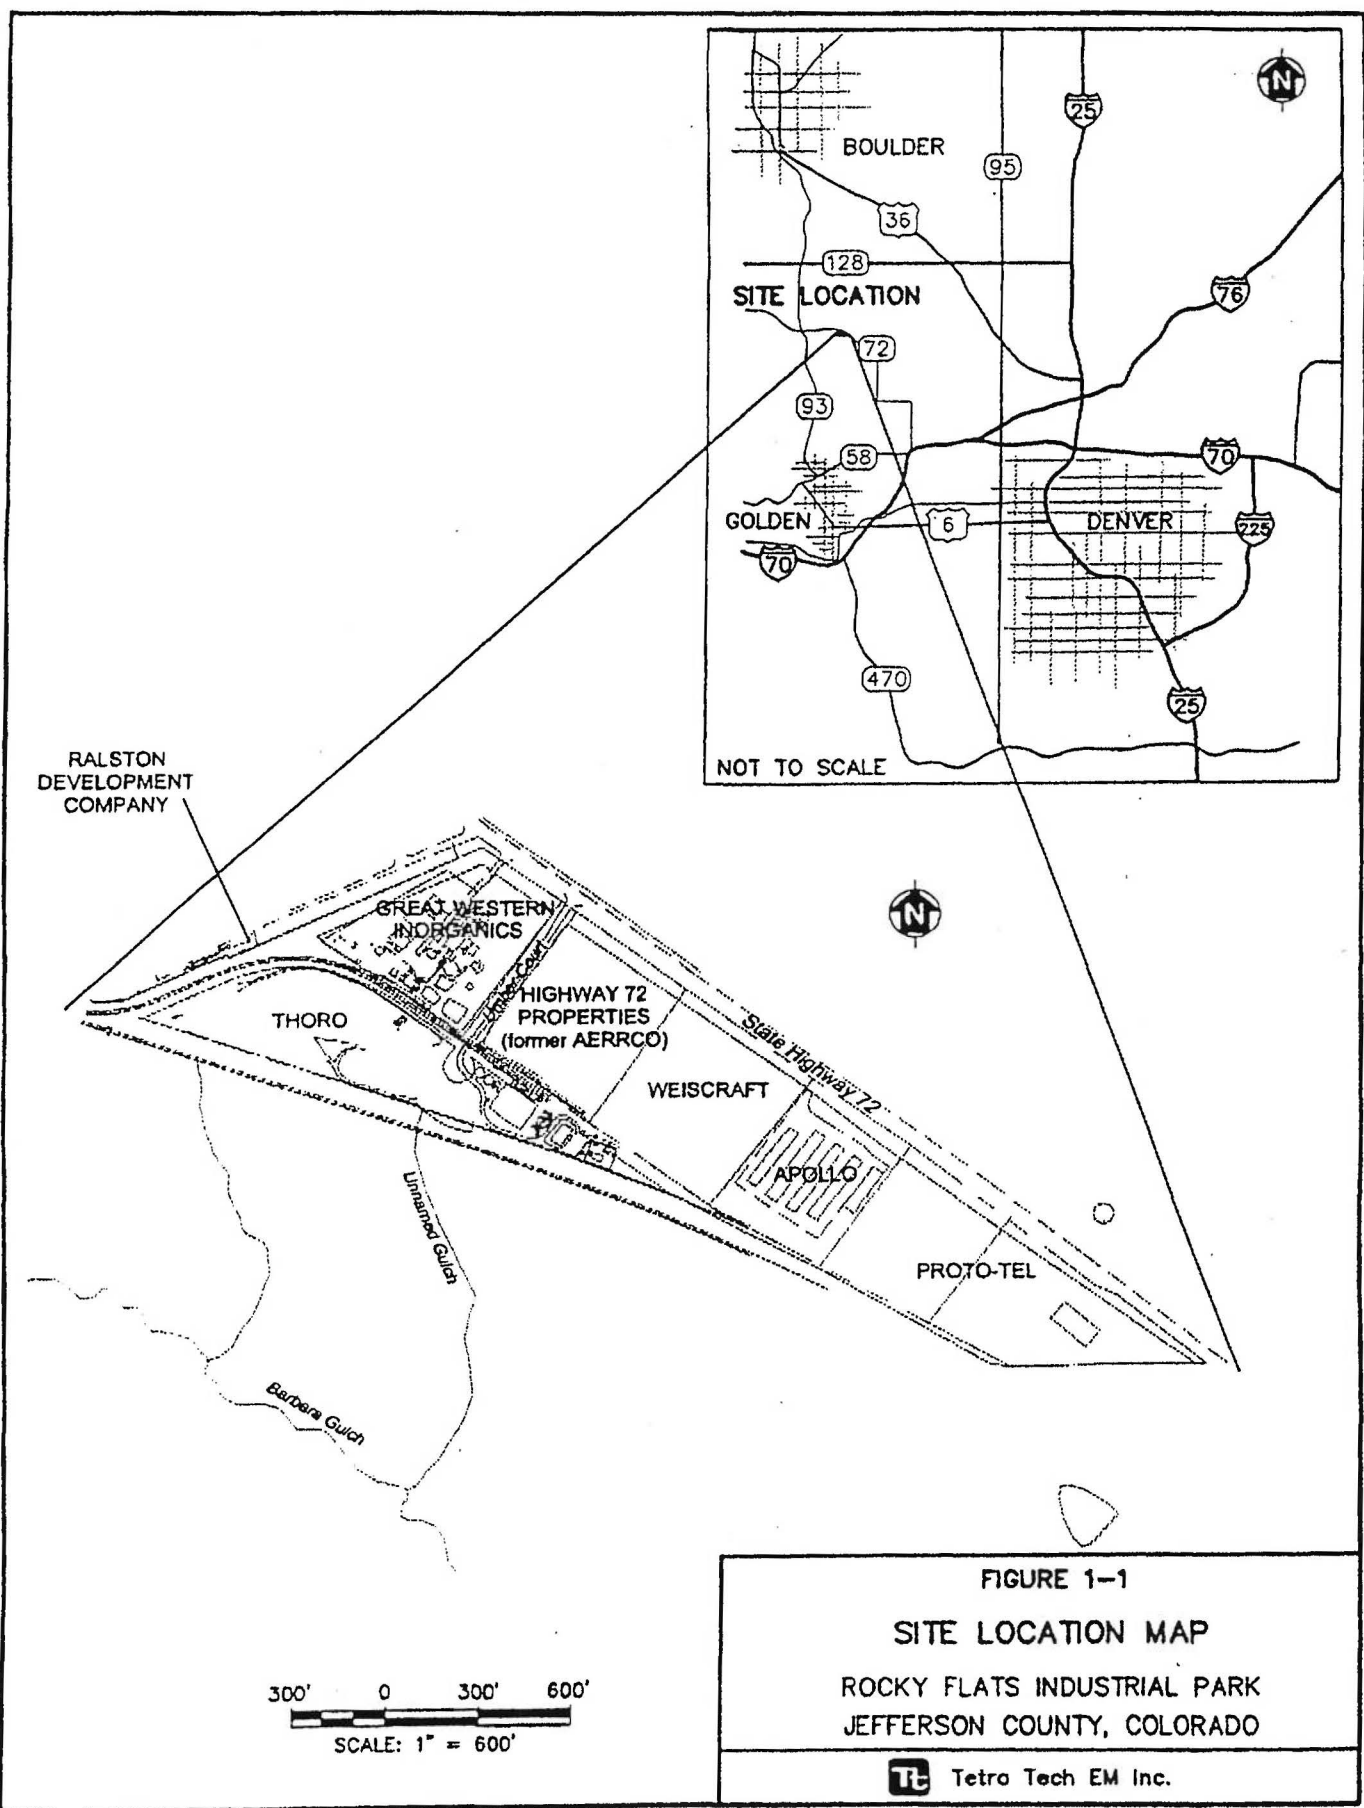 N
25
BOULDER
95
36
128
SITE LOCATION
76
72
93
58
70
GOLDEN
6
DENVER
225
70
470
25
NOT TO SCALE
RALSTON
DEVELOPMENT
COMPANY
N
GREAT WESTERN
INORGANICS
Court
HIGHWAY 72
PROPERTIES
(former AERRCO)
THORO
State Highway 72
WEISCRAFT
APOLLO
Unnamed Gulch
PROTO-TEL
Barbara Gulch
FIGURE 1-1
SITE LOCATION MAP
ROCKY FLATS INDUSTRIAL PARK
JEFFERSON COUNTY, COLORADO
300' 0 300' 600'
SCALE: 1" = 600'
Tt Tetra Tech EM Inc.